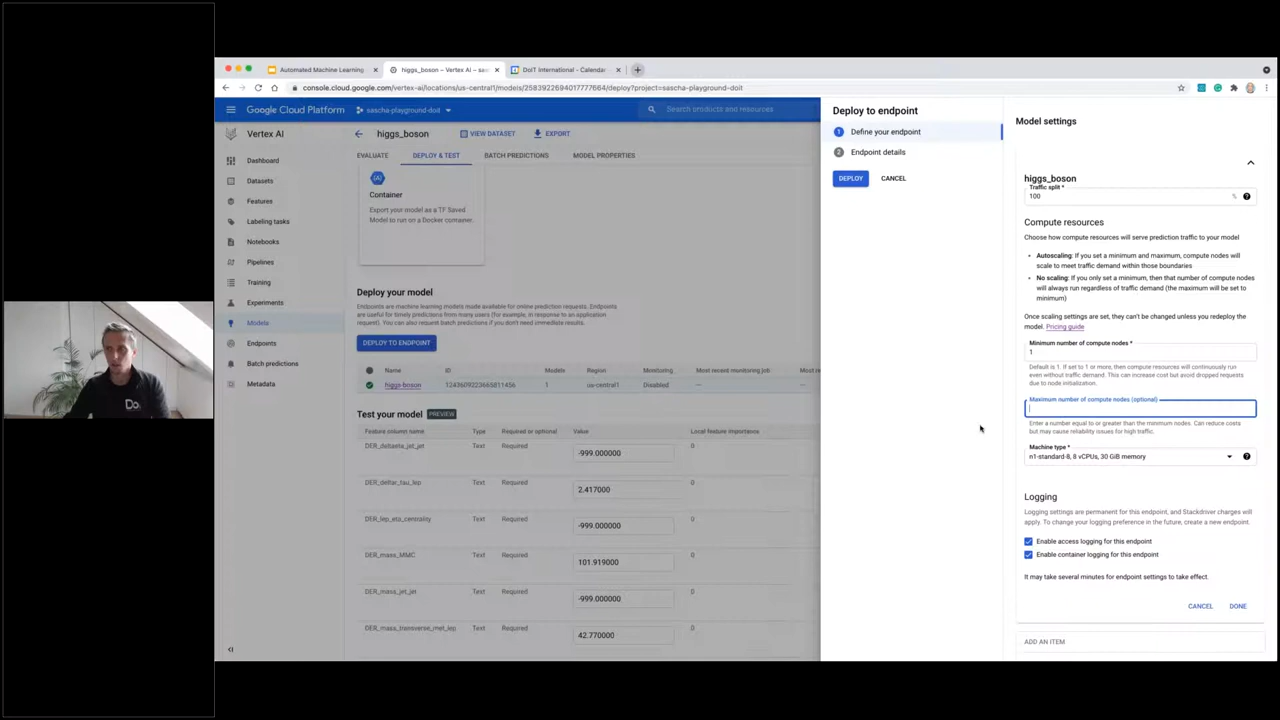 Automated Machine Learning
higgs_boson – Vertex AI – sas
DoIT International - Calendar
console.cloud.google.com/vertex-ai/locations/us-central1/models/2583922694017777664/deploy?project=sascha-playground-doit
Google Cloud Platform
sascha-playground-doit
Search products and resources
Vertex AI
Dashboard
Datasets
Features
Labeling tasks
Notebooks
Pipelines
Training
Experiments
Models
Endpoints
Batch predictions
Metadata
higgs_boson
VIEW DATASET
EXPORT
EVALUATE
DEPLOY & TEST
BATCH PREDICTIONS
MODEL PROPERTIES
Container
Export your model as a TF Saved
Model to run on a Docker container.
Deploy your model
Endpoints are machine learning models made available for online prediction requests. Endpoints
are useful for timely predictions from many users (for example, in response to an application
request). You can also request batch predictions if you don't need immediate results.
DEPLOY TO ENDPOINT
Name ID Models Region Monitoring Most recent monitoring job Most re
higgs-boson 1 us-central1 Disabled — —
Test your model PREVIEW
Feature column name Type Required or optional Value Local feature importance
DER_deltaeta_jet_jet Text Required -999.000000 0
DER_deltar_tau_lep Text Required 2.417000 0
DER_lep_eta_centrality Text Required -999.000000 0
DER_mass_MMC Text Required 101.919000 0
DER_mass_jet_jet Text Required -999.000000 0
DER_mass_transverse_met_lep Text Required 42.770000 0
Deploy to endpoint
1 Define your endpoint
2 Endpoint details
DEPLOY
CANCEL
Model settings
higgs_boson
Traffic split *
100 %
Compute resources
Choose how compute resources will serve prediction traffic to your model
• Autoscaling: If you set a minimum and maximum, compute nodes will
scale to meet traffic demand within those boundaries
• No scaling: If you only set a minimum, then that number of compute nodes
will always run regardless of traffic demand (the maximum will be set to
minimum)
Once scaling settings are set, they can't be changed unless you redeploy the
model. Pricing guide
Minimum number of compute nodes *
1
Default is 1. If set to 1 or more, then compute resources will continuously run
even without traffic demand. This can increase cost but avoid dropped requests
due to node initialization.
Maximum number of compute nodes (optional)
Enter a number equal to or greater than the minimum nodes. Can reduce costs
but may cause reliability issues for high traffic.
Machine type *
n1-standard-8, 8 vCPUs, 30 GiB memory
Logging
Logging settings are permanent for this endpoint, and Stackdriver charges will
apply. To change your logging preference in the future, create a new endpoint.
Enable access logging for this endpoint
Enable container logging for this endpoint
It may take several minutes for endpoint settings to take effect.
CANCEL DONE
ADD AN ITEM
Do